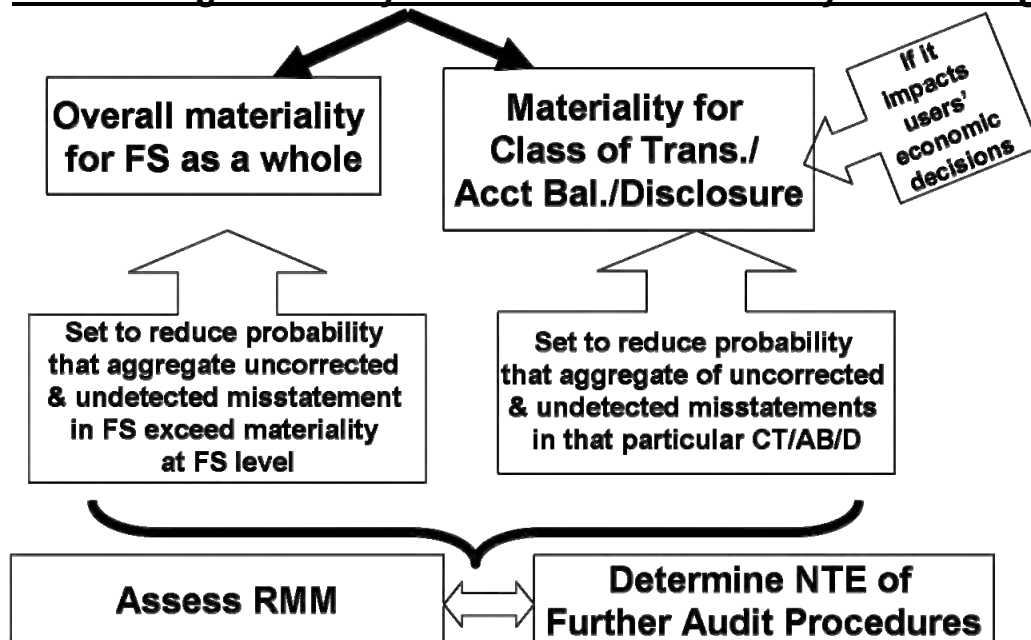 Overall materiality
for FS as a whole
Materiality for
Class of Trans./
Acct Bal./Disclosure
If it
impacts
users'
economic
decisions
Set to reduce probability
that aggregate uncorrected
& undetected misstatement
in FS exceed materiality
at FS level
Set to reduce probability
that aggregate of uncorrected
& undetected misstatements
in that particular CT/AB/D
Assess RMM
Determine NTE of
Further Audit Procedures